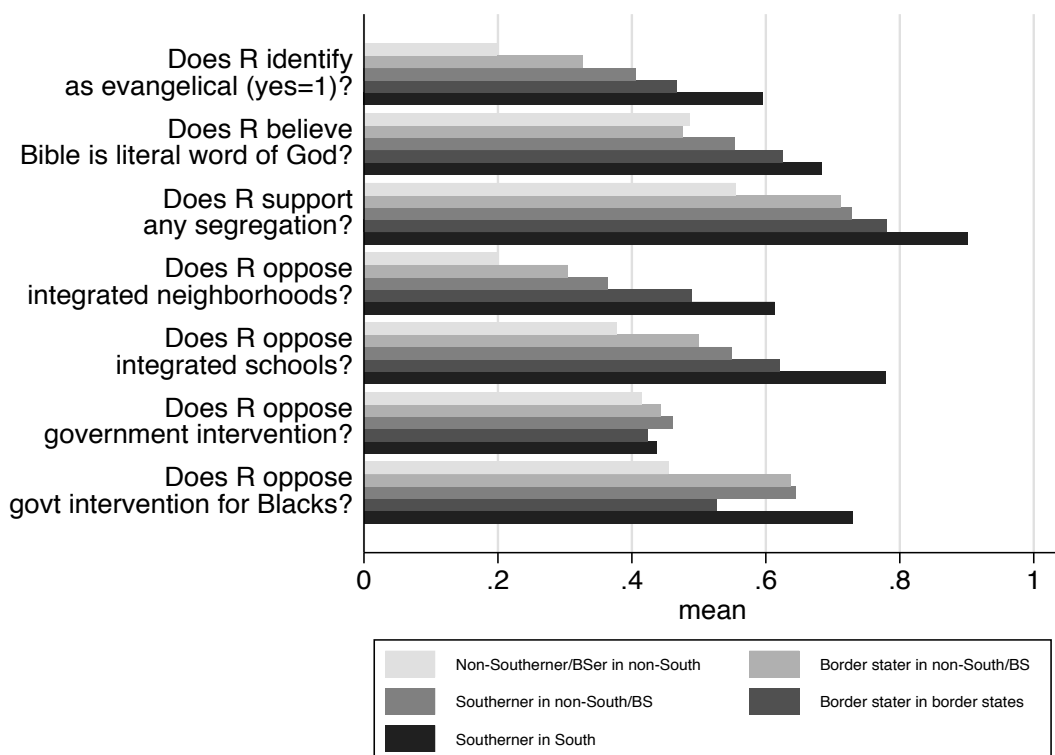 Does R identify
as evangelical (yes=1)?
Does R believe
Bible is literal word of God?
Does R support
any segregation?
Does R oppose
integrated neighborhoods?
Does R oppose
integrated schools?
Does R oppose
government intervention?
Does R oppose
govt intervention for Blacks?
0 .2 .4 .6 .8 1
mean
Non-Southerner/BSer in non-South Border stater in non-South/BS
Southerner in non-South/BS Border stater in border states
Southerner in South